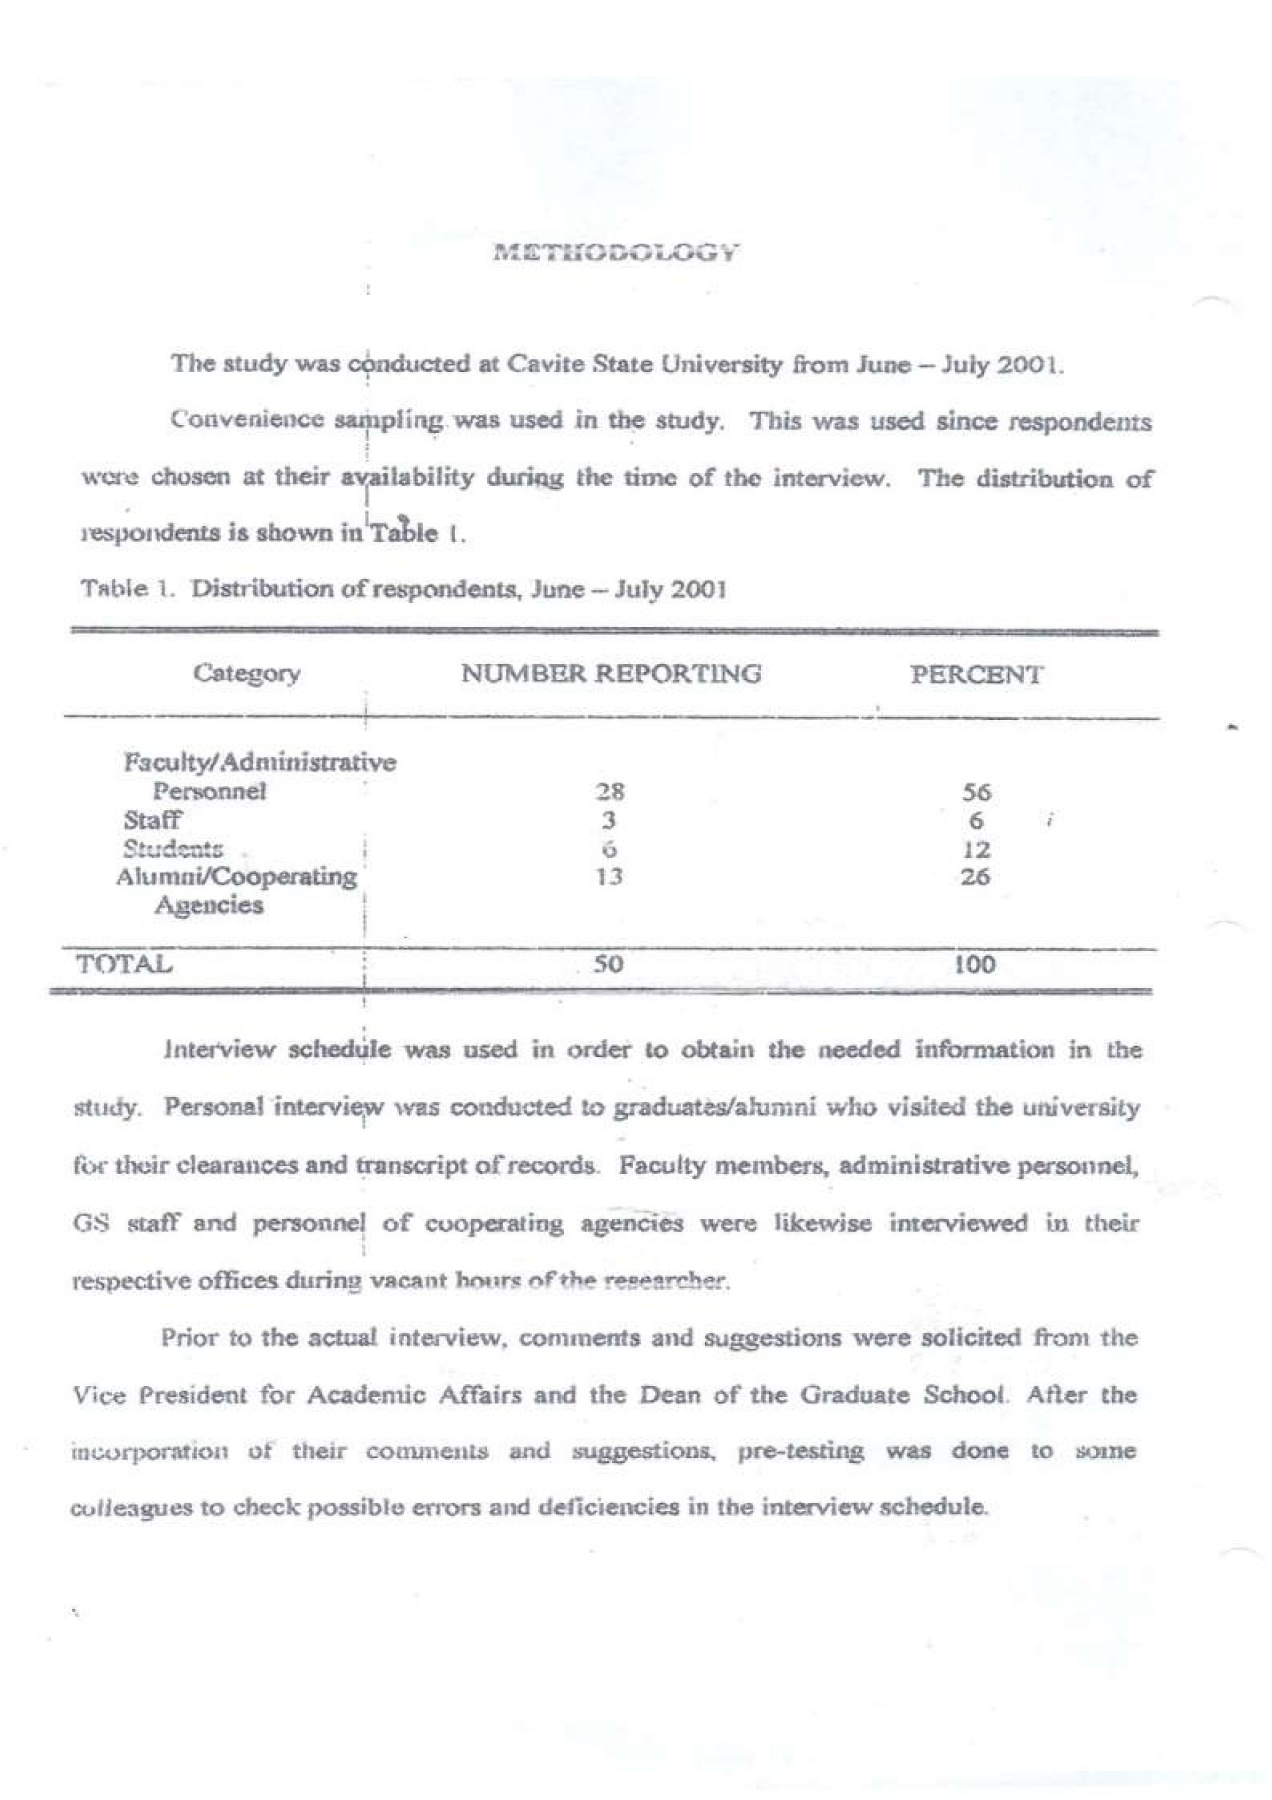 METHODOLOGY
The study was conducted at Cavite State University from June – July 2001.
Convenience sampling was used in the study. This was used since respondents
were chosen at their availability during the time of the interview. The distribution of
respondents is shown in Table 1.
Table 1. Distribution of respondents, June – July 2001
Category NUMBER REPORTING PERCENT
Faculty/Administrative
Personnel 28 56
Staff 3 6
Students 6 12
Alumni/Cooperating 13 26
Agencies
TOTAL 50 100
Interview schedule was used in order to obtain the needed information in the
study. Personal interview was conducted to graduates/alumni who visited the university
for their clearances and transcript of records. Faculty members, administrative personnel,
GS staff and personnel of cooperating agencies were likewise interviewed in their
respective offices during vacant hours of the researcher.
Prior to the actual interview, comments and suggestions were solicited from the
Vice President for Academic Affairs and the Dean of the Graduate School. After the
incorporation of their comments and suggestions, pre-testing was done to some
colleagues to check possible errors and deficiencies in the interview schedule.